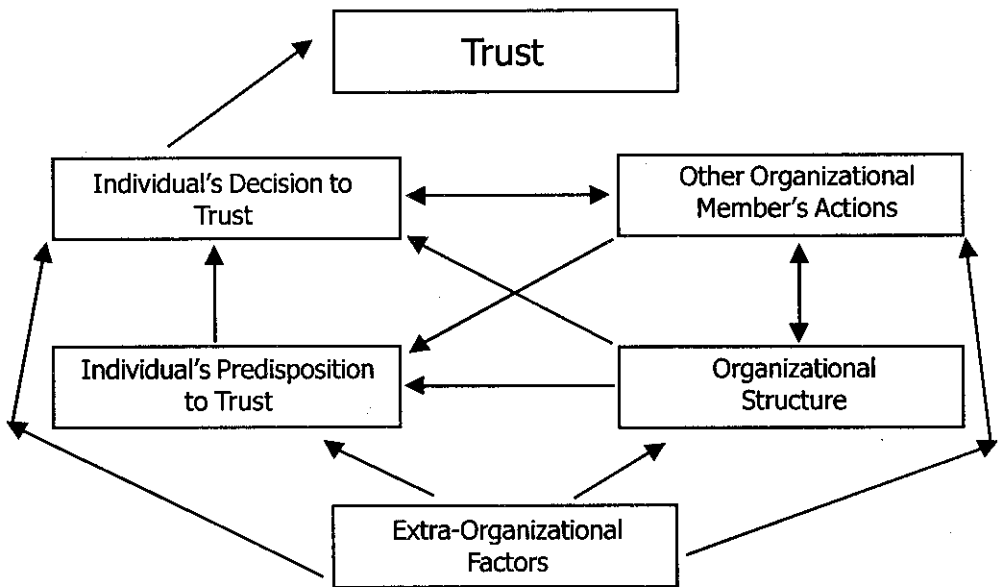 Trust
Individual's Decision to
Trust
Other Organizational
Member's Actions
Individual's Predisposition
to Trust
Organizational
Structure
Extra-Organizational
Factors